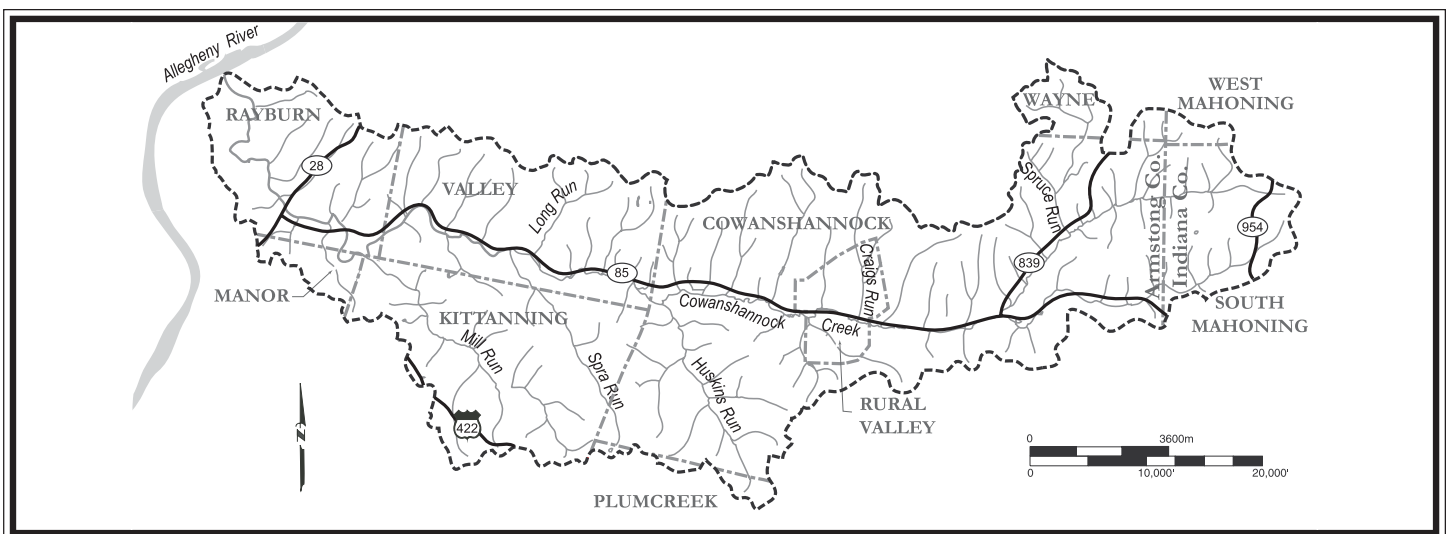 Allegheny River
RAYBURN
28
VALLEY
Long Run
COWANSHANNOCK
WAYNE
WEST
MAHONING
Spruce Run
Armstong Co.
Indiana Co.
954
839
85
Craigs Run
MANOR
KITTANNING
Cowanshannock
Creek
SOUTH
MAHONING
Mill Run
Spra Run
Huskins Run
422
RURAL
VALLEY
PLUMCREEK
N
0 3600m
0 10,000' 20,000'